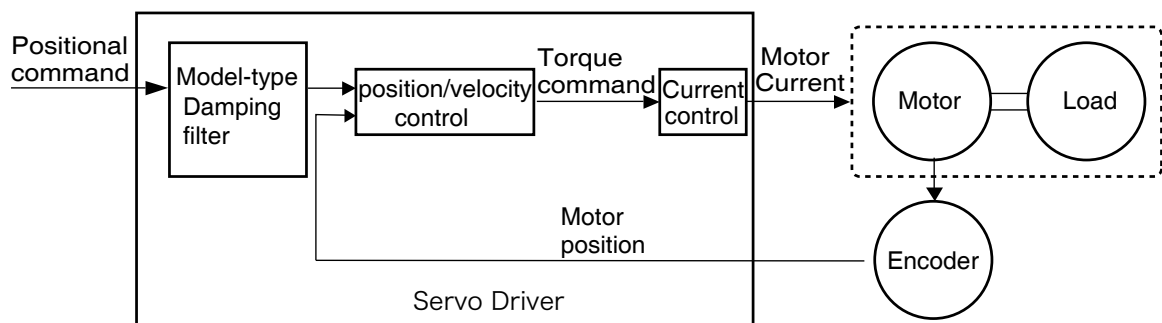 Positional
command
Model-type
Damping
filter
position/velocity
control
Torque
command
Current
control
Motor
Current
Motor
Load
Motor
position
Encoder
Servo Driver